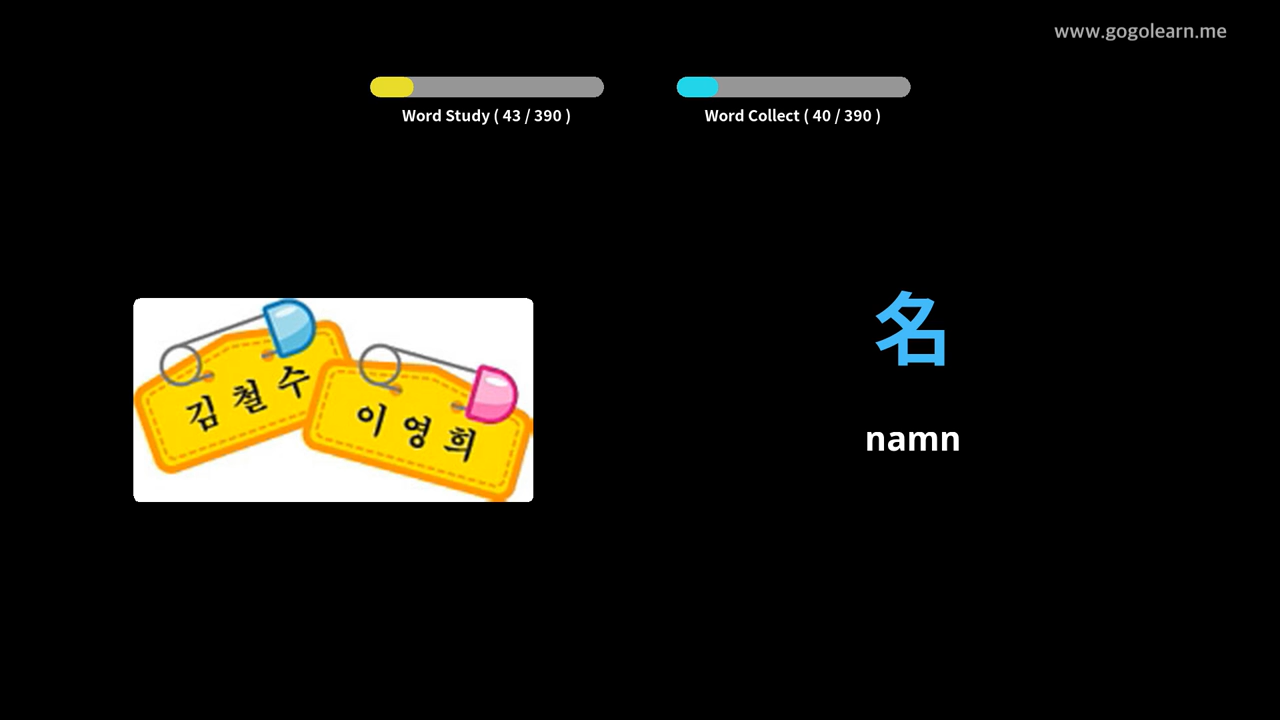 www.gogolearn.me
Word Study ( 43 / 390 )
Word Collect ( 40 / 390 )
김철수
이영희
名
namn